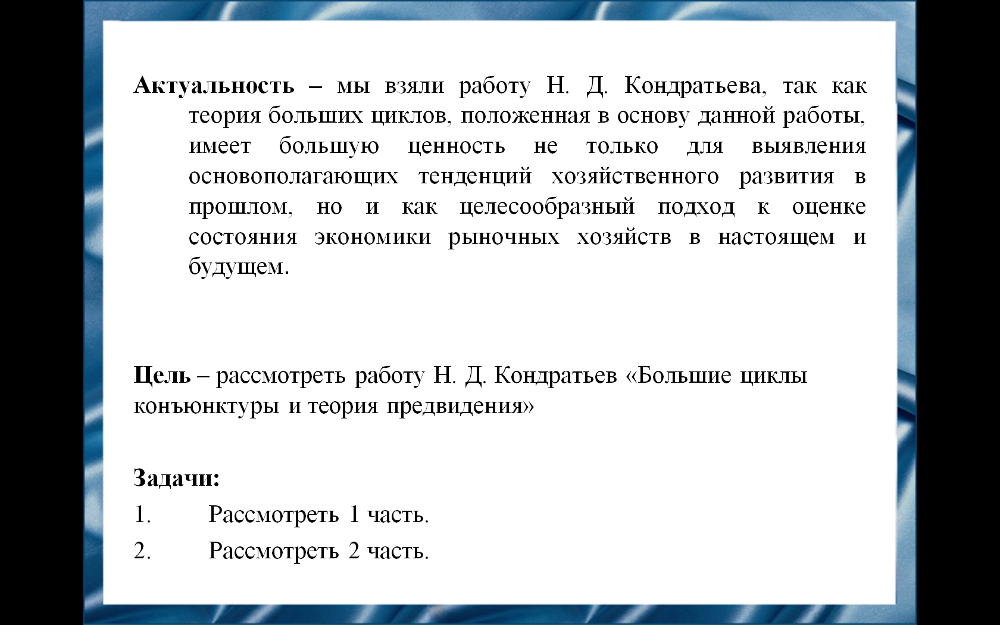 Актуальность – мы взяли работу Н. Д. Кондратьева, так как
теория больших циклов, положенная в основу данной работы,
имеет большую ценность не только для выявления
основополагающих тенденций хозяйственного развития в
прошлом, но и как целесообразный подход к оценке
состояния экономики рыночных хозяйств в настоящем и
будущем.
Цель – рассмотреть работу Н. Д. Кондратьев «Большие циклы
конъюнктуры и теория предвидения»
Задачи:
1. Рассмотреть 1 часть.
2. Рассмотреть 2 часть.